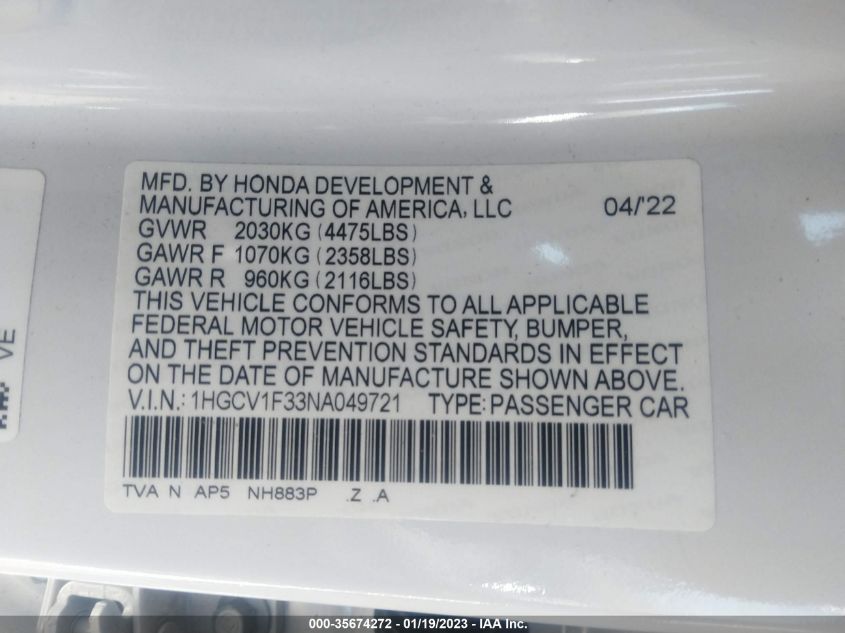 MFD. BY HONDA DEVELOPMENT &
MANUFACTURING OF AMERICA, LLC 04/'22
GVWR 2030KG (4475LBS)
GAWR F 1070KG (2358LBS)
GAWR R 960KG (2116LBS)
THIS VEHICLE CONFORMS TO ALL APPLICABLE
FEDERAL MOTOR VEHICLE SAFETY, BUMPER,
AND THEFT PREVENTION STANDARDS IN EFFECT
ON THE DATE OF MANUFACTURE SHOWN ABOVE.
V.I.N.: 1HGCV1F33NA049721 TYPE: PASSENGER CAR
TVA N AP5 NH883P .Z .A
VE
000-35674272 - 01/19/2023 - IAA Inc.